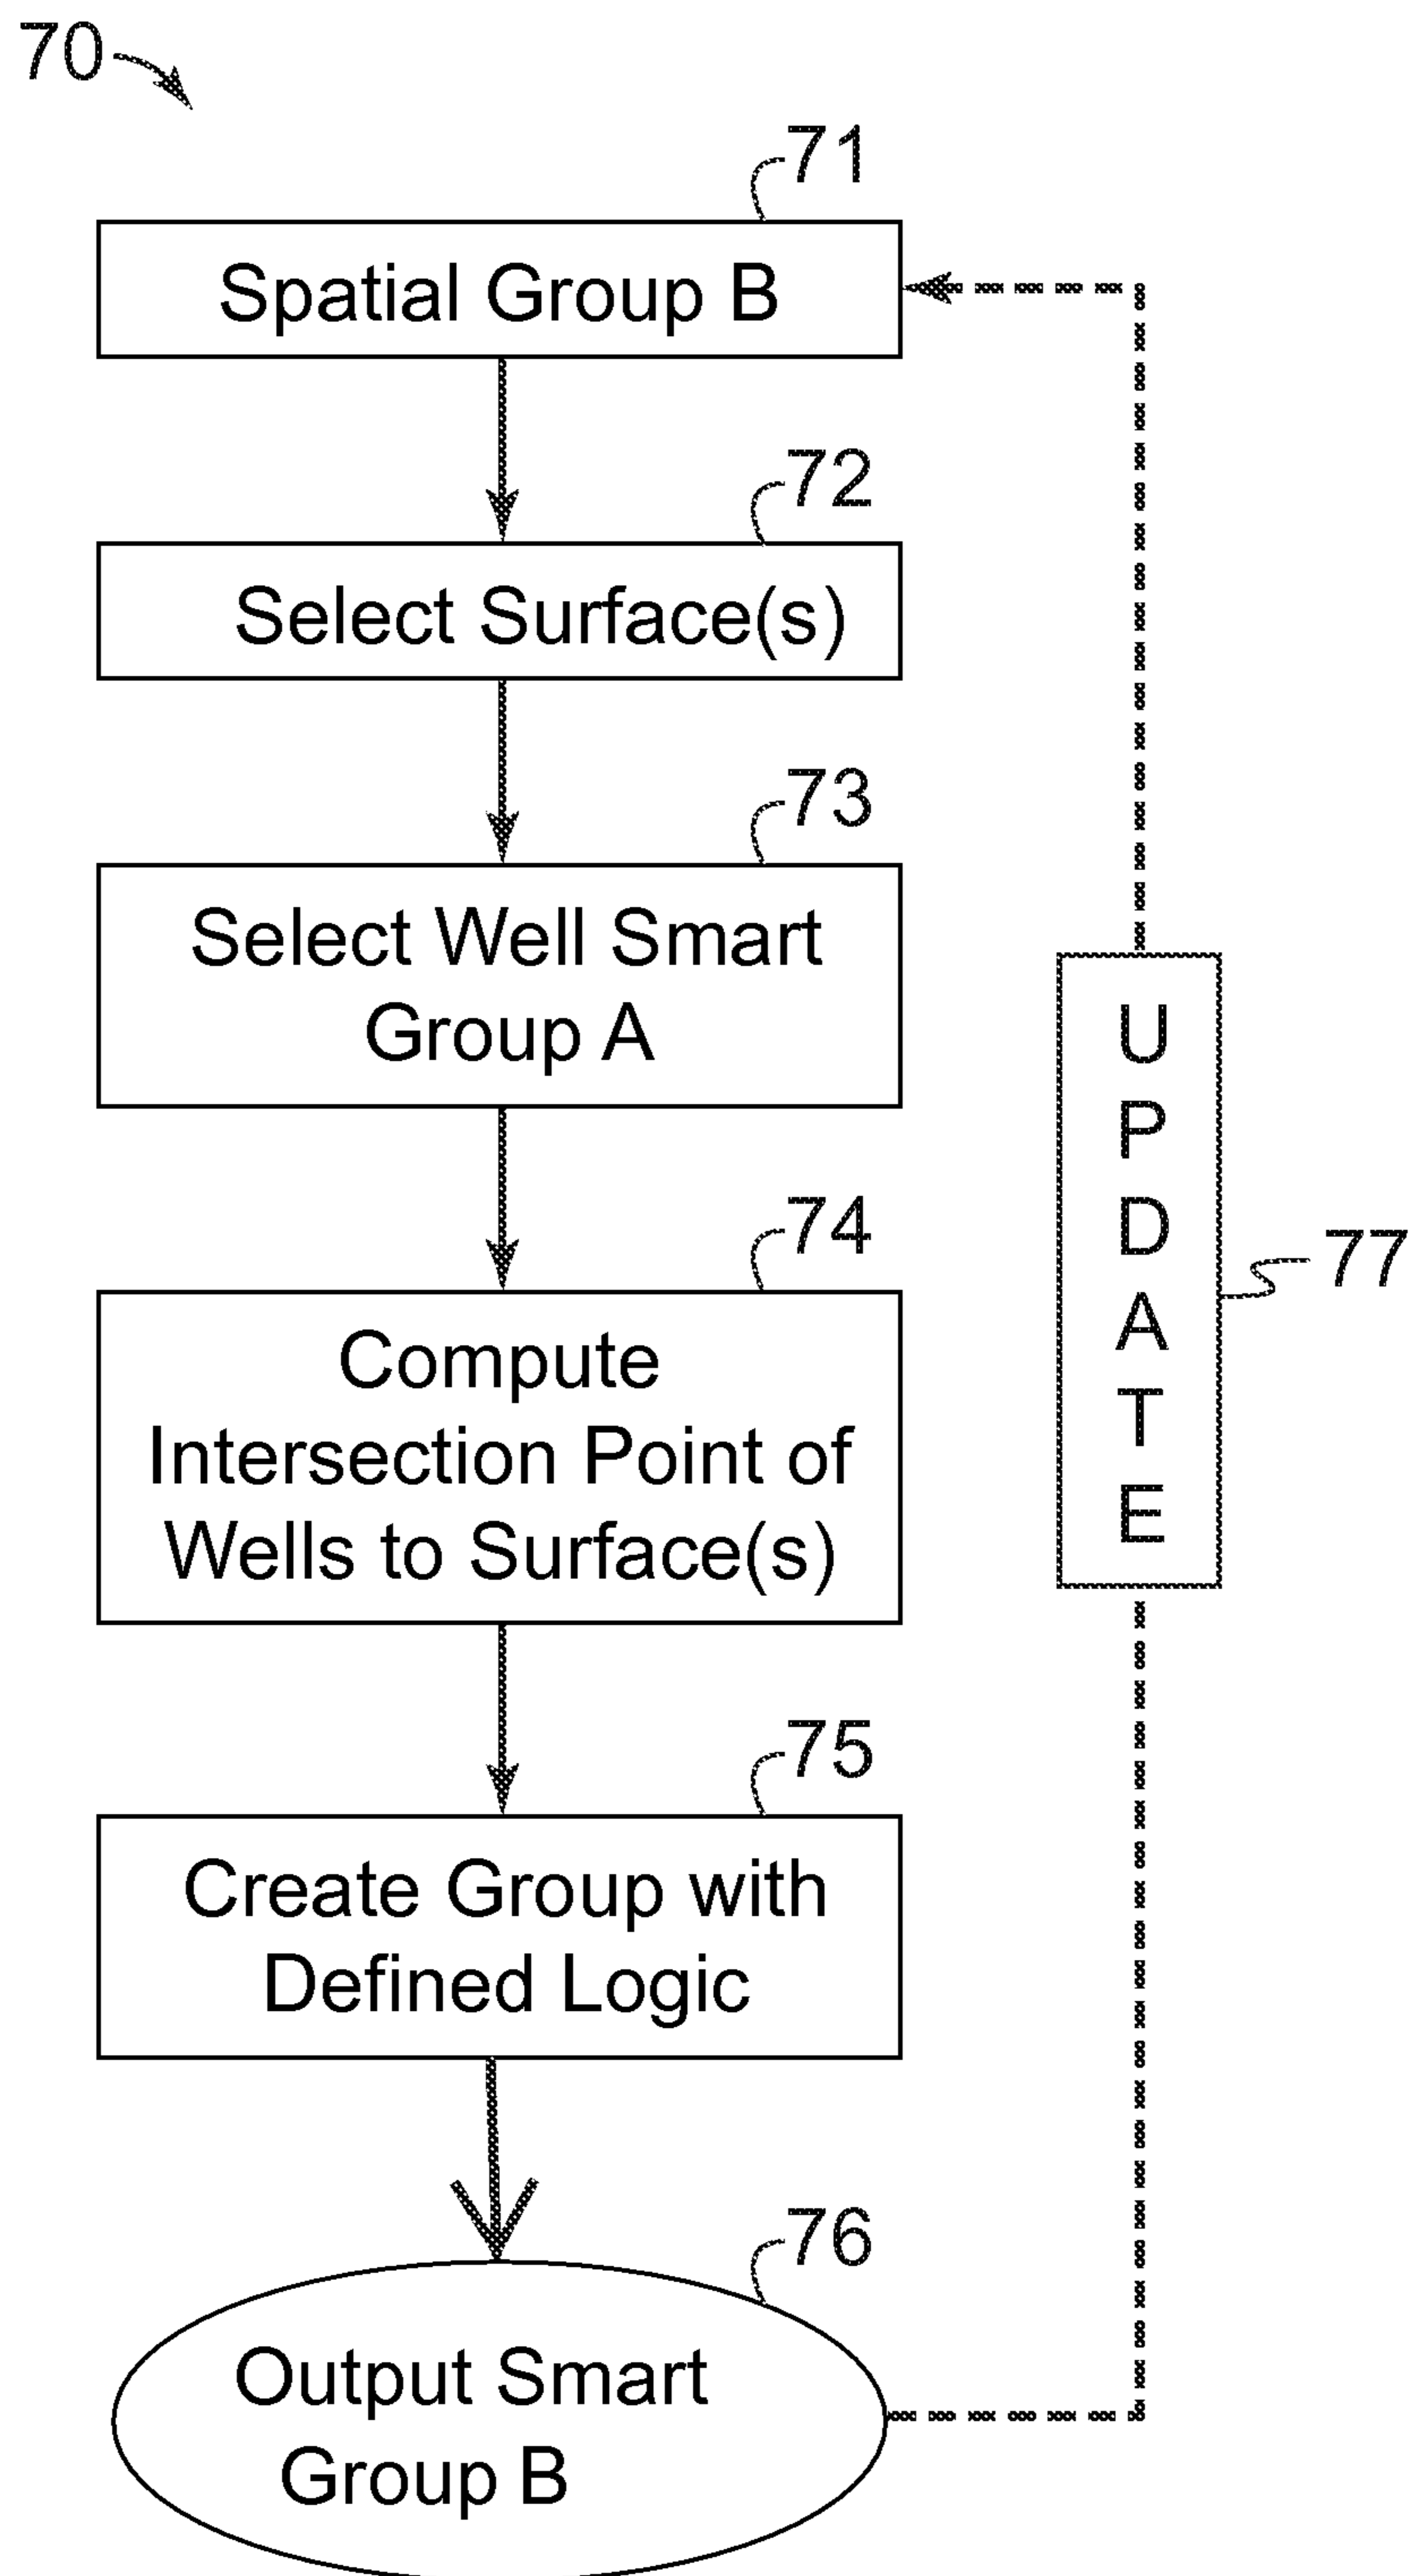 70
71
Spatial Group B
72
Select Surface(s)
73
Select Well Smart
Group A
74
Compute
Intersection Point of
Wells to Surface(s)
75
Create Group with
Defined Logic
76
Output Smart
Group B
U
P
D
A
T
E
77